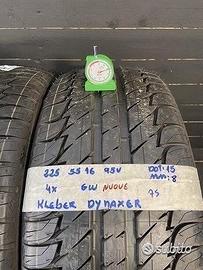 225 55 16 95V DOT:15
4X GW NUOVE MM:8
KLEBER DYNAXER 75
subito